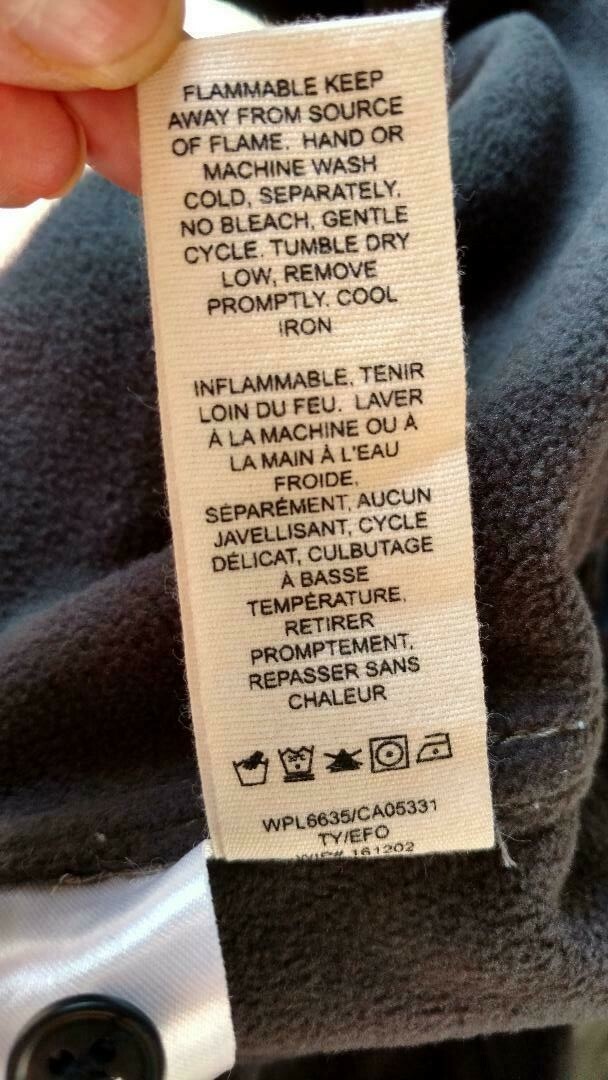 FLAMMABLE KEEP
AWAY FROM SOURCE
OF FLAME. HAND OR
MACHINE WASH
COLD, SEPARATELY,
NO BLEACH, GENTLE
CYCLE. TUMBLE DRY
LOW, REMOVE
PROMPTLY. COOL
IRON
INFLAMMABLE, TENIR
LOIN DU FEU. LAVER
À LA MACHINE OU À
LA MAIN À L'EAU
FROIDE,
SÉPARÉMENT, AUCUN
JAVELLISANT, CYCLE
DÉLICAT, CULBUTAGE
À BASSE
TEMPÉRATURE,
RETIRER
PROMPTEMENT,
REPASSER SANS
CHALEUR
WPL6635/CA05331
TY/EFO
WIP# 161202